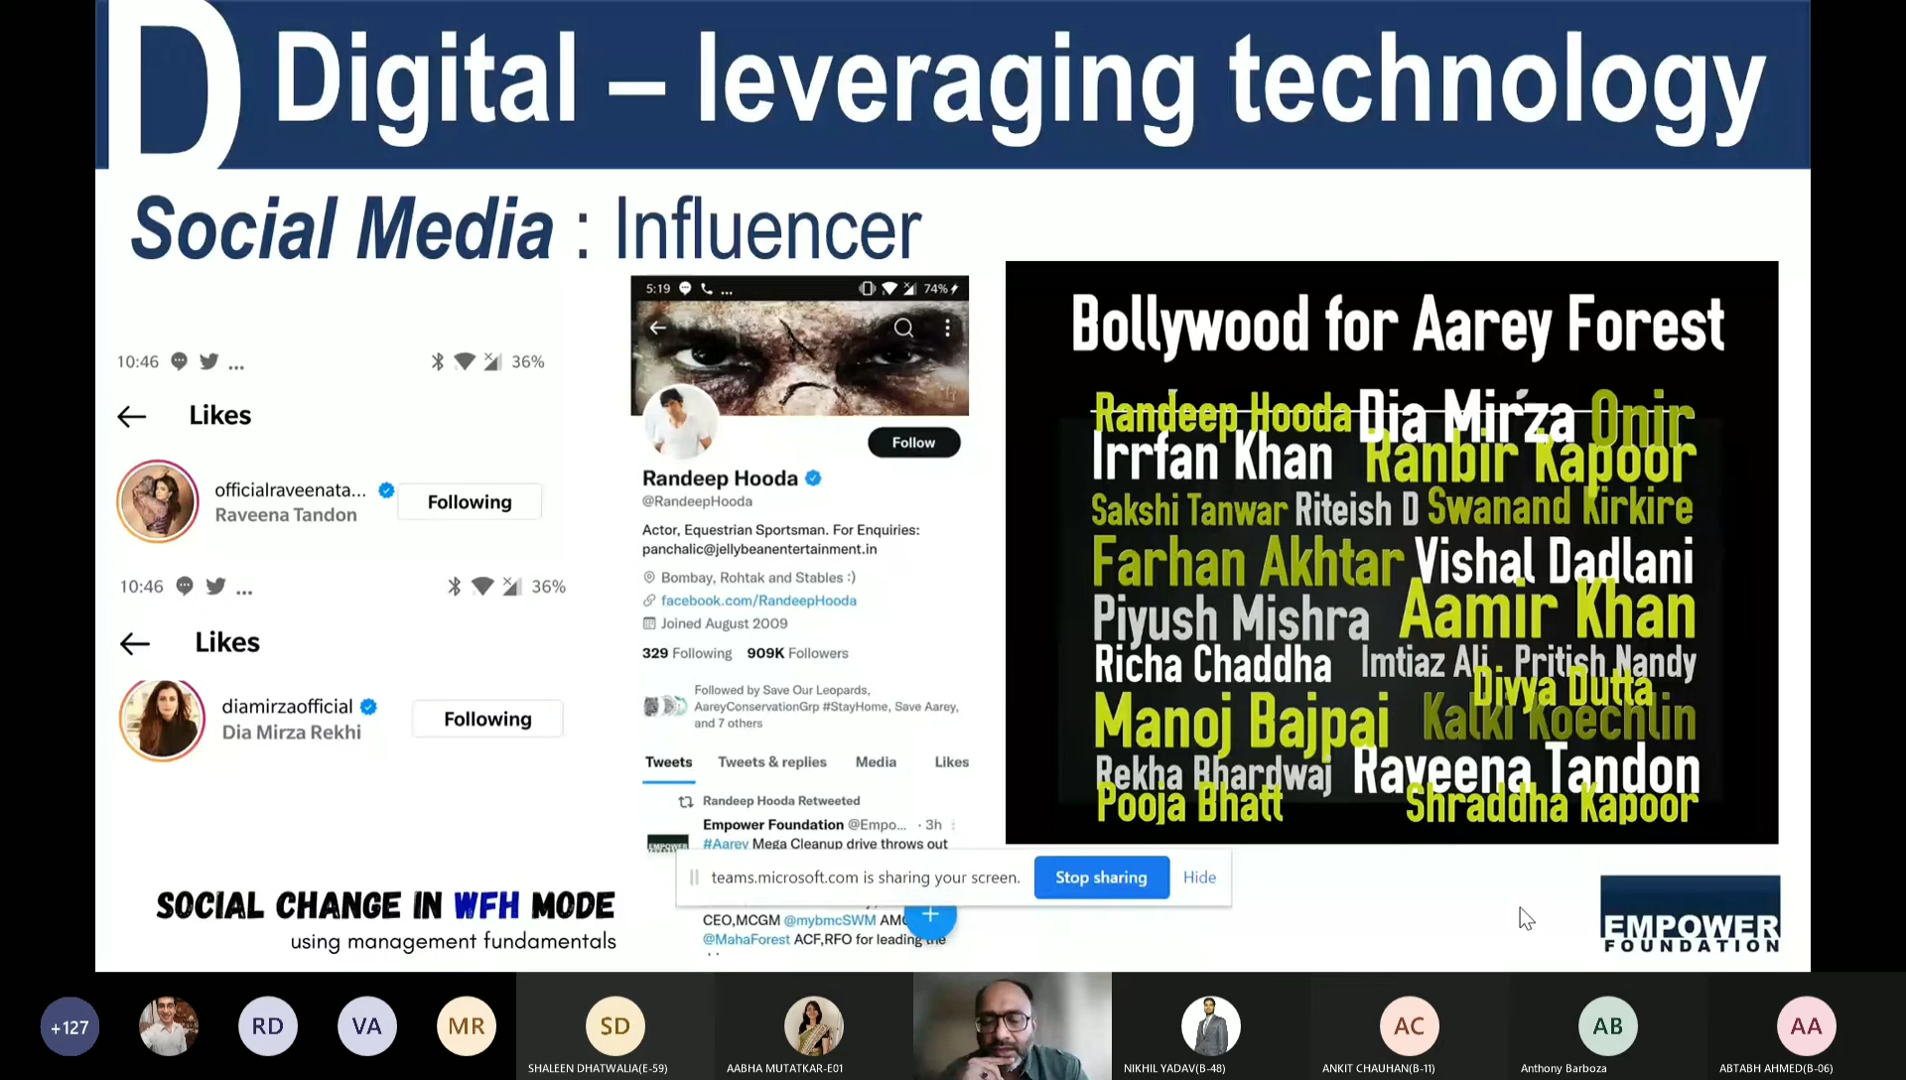 D Digital – leveraging technology
Social Media : Influencer
10:46 ... 36%
Likes
officialraveenata...
Raveena Tandon
Following
10:46 ... 36%
Likes
diamirzaofficial
Dia Mirza Rekhi
Following
5:19 ... 74%
Follow
Randeep Hooda
@RandeepHooda
Actor, Equestrian Sportsman. For Enquiries:
panchalic@jellybeanentertainment.in
Bombay, Rohtak and Stables :)
facebook.com/RandeepHooda
Joined August 2009
329 Following 909K Followers
Followed by Save Our Leopards,
AareyConservationGrp #StayHome, Save Aarey,
and 7 others
Tweets Tweets & replies Media Likes
Randeep Hooda Retweeted
Empower Foundation @Empo... · 3h
#Aarey Mega Cleanup drive throws out
CEO,MCGM @mybmcSWM
@MahaForest ACF,RFO for leading the
Bollywood for Aarey Forest
Randeep Hooda Dia Mirza Onir
Irrfan Khan Ranbir Kapoor
Sakshi Tanwar Riteish D Swanand Kirkire
Farhan Akhtar Vishal Dadlani
Piyush Mishra Aamir Khan
Richa Chaddha Imtiaz Ali Pritish Nandy
Divya Dutta
Manoj Bajpai Kalki Koechlin
Rekha Bhardwaj Raveena Tandon
Pooja Bhatt Shraddha Kapoor
teams.microsoft.com is sharing your screen. Stop sharing Hide
SOCIAL CHANGE IN WFH MODE
using management fundamentals
EMPOWER
FOUNDATION
+127 RD VA MR SD AC AB AA
SHALEEN DHATWALIA(E-59) AABHA MUTATKAR-E01 NIKHIL YADAV(B-48) ANKIT CHAUHAN(B-11) Anthony Barboza ABTABH AHMED(B-06)